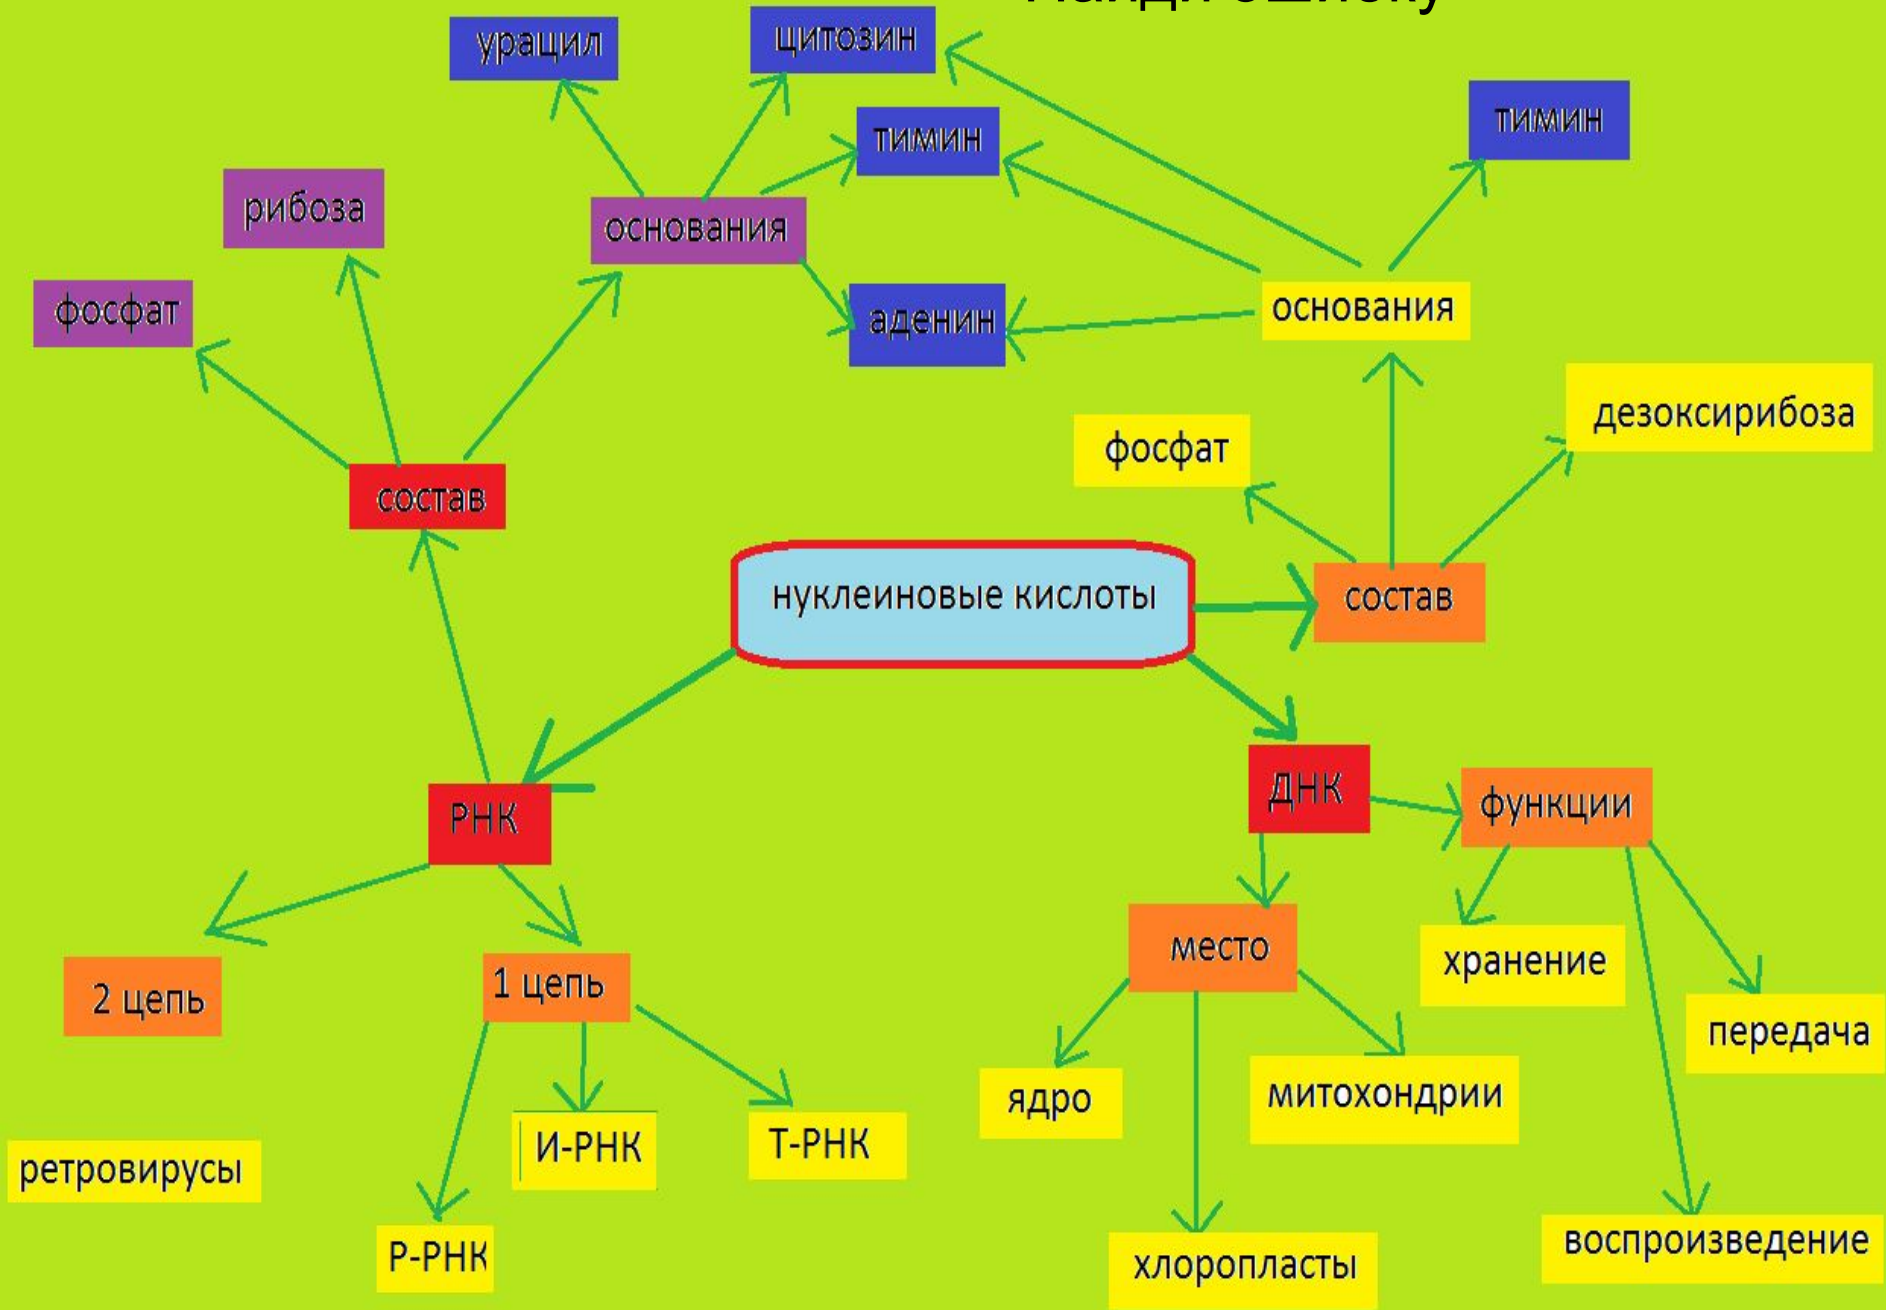 урацил
цитозин
тимин
тимин
рибоза
основания
фосфат
аденин
основания
дезоксирибоза
фосфат
состав
нуклеиновые кислоты
состав
РНК
ДНК
функции
2 цепь
1 цепь
место
хранение
передача
ядро
митохондрии
ретровирусы
И-РНК
Т-РНК
Р-РНК
хлоропласты
воспроизведение